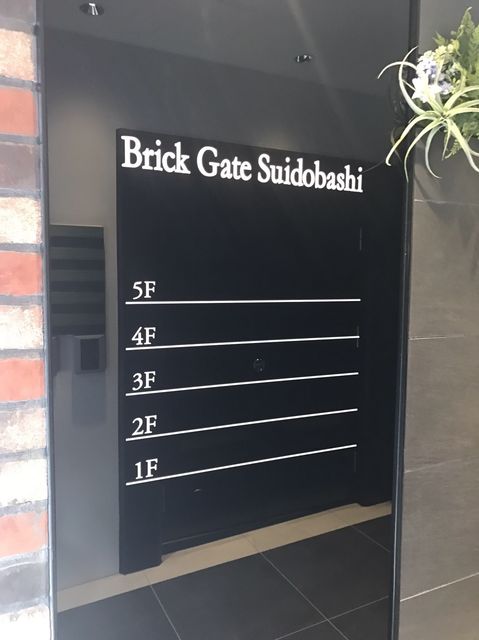 Brick Gate Suidobashi
5F
4F
3F
2F
1F